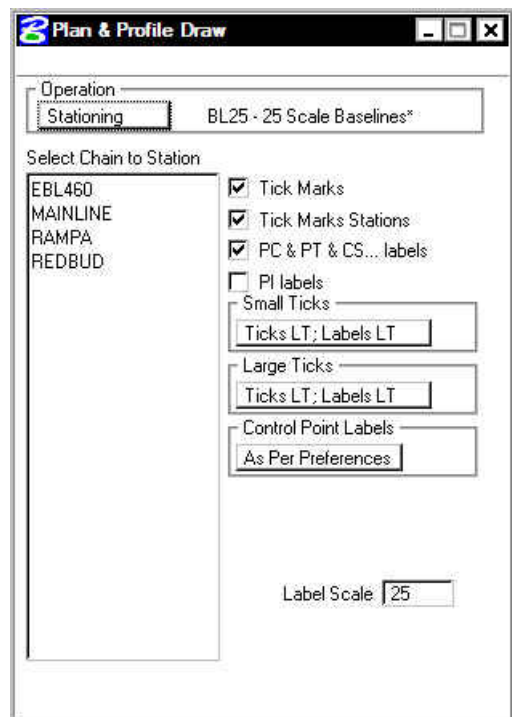 Plan & Profile Draw
Operation
Stationing BL25 - 25 Scale Baselines*
Select Chain to Station
EBL460
MAINLINE
RAMPA
REDBUD
Tick Marks
Tick Marks Stations
PC & PT & CS... labels
PI labels
Small Ticks
Ticks LT; Labels LT
Large Ticks
Ticks LT; Labels LT
Control Point Labels
As Per Preferences
Label Scale 25